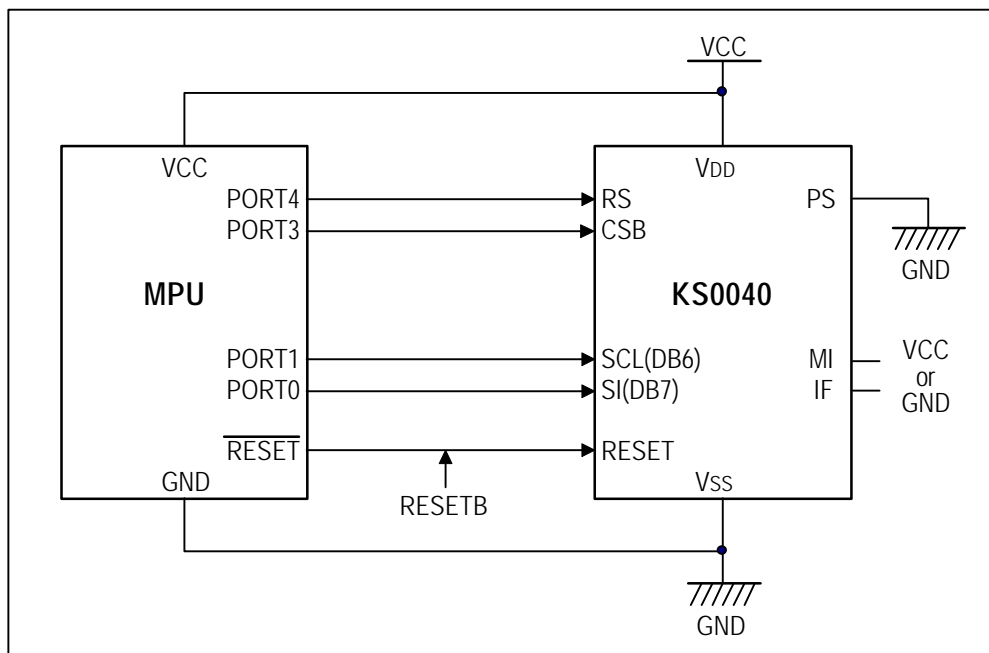 VCC
VCC
PORT4
PORT3
MPU
PORT1
PORT0
RESET
GND
RESETB
VDD
RS
CSB
PS
KS0040
SCL(DB6)
SI(DB7)
MI
IF
RESET
VSS
GND
VCC
or
GND
GND